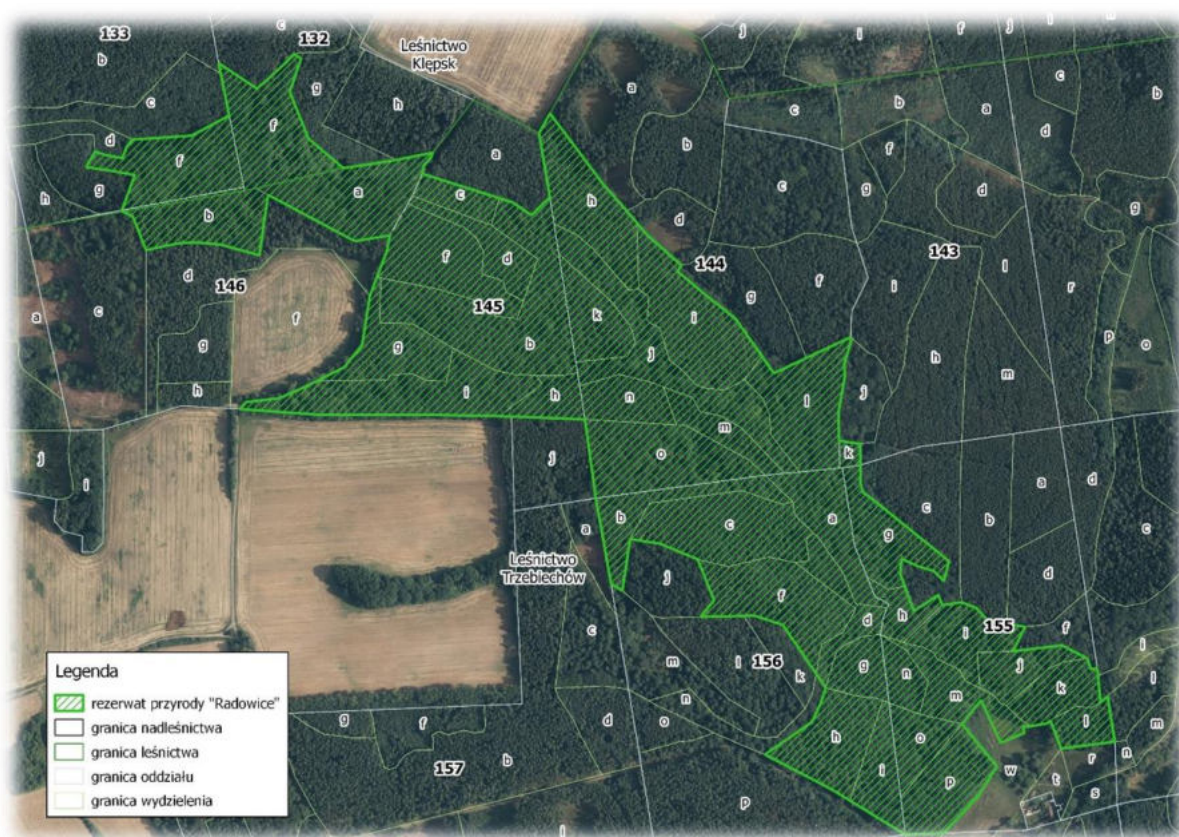 133
c
132
Leśnictwo
Klępsk
j
i
f
j
i
b
g
a
c
b
c
h
c
b
a
f
b
d
d
f
a
f
c
d
h
g
a
c
h
g
d
g
b
d
143
f
d
144
l
d
146
i
r
g
f
a
c
f
145
k
i
p
o
g
g
b
j
h
m
h
l
h
n
l
j
m
j
i
j
o
k
a
d
b
c
a
g
c
b
c
a
Leśnictwo
Trzebiechów
j
d
f
d
h
c
i
155
f
i
m
l
156
g
n
j
l
k
k
m
n
d
o
l
m
g
f
h
o
n
r
157
b
i
p
w
t
s
p
i
Legenda
rezerwat przyrody "Radowice"
granica nadleśnictwa
granica leśnictwa
granica oddziału
granica wydzielenia